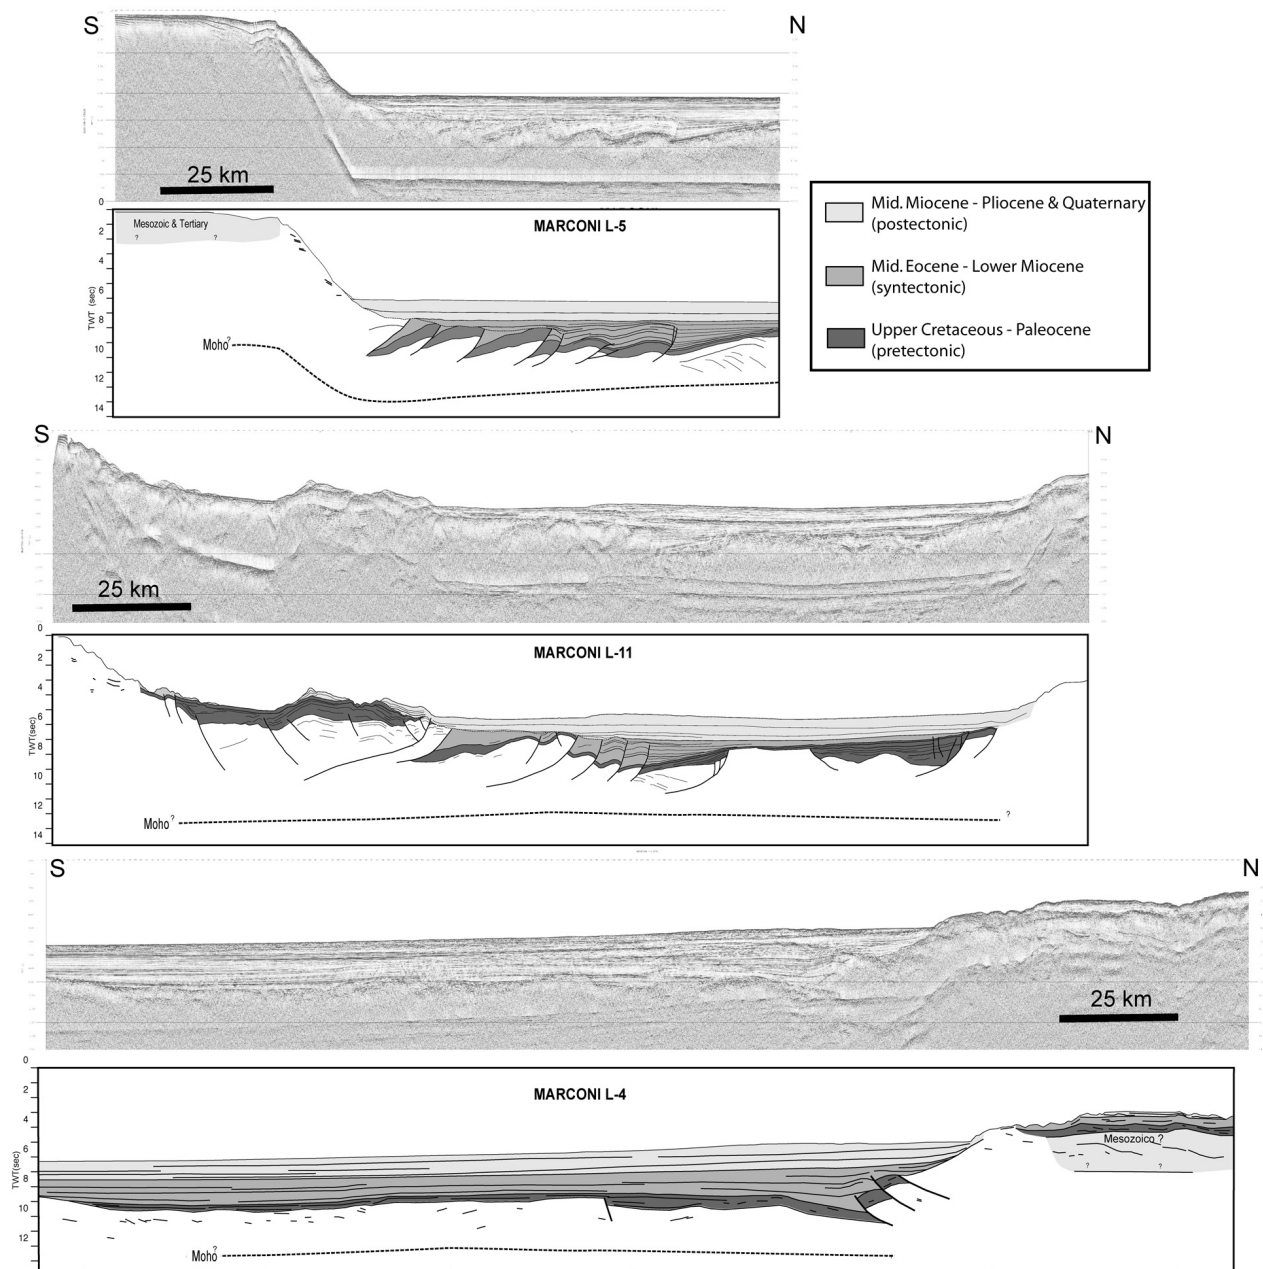 S
N
25 km
0
MARCONI L-5
Mesozoic & Tertiary
?
?
2
4
6
8
10
12
14
TWT (sec)
Moho?
Mid. Miocene - Pliocene & Quaternary
(postectonic)
Mid. Eocene - Lower Miocene
(syntectonic)
Upper Cretaceous - Paleocene
(pretectonic)
S
N
25 km
0
MARCONI L-11
2
4
6
8
10
12
14
TWT(sec)
Moho?
?
S
N
25 km
0
MARCONI L-4
2
4
6
8
10
12
TWT(sec)
Mesozoico ?
?
?
Moho?